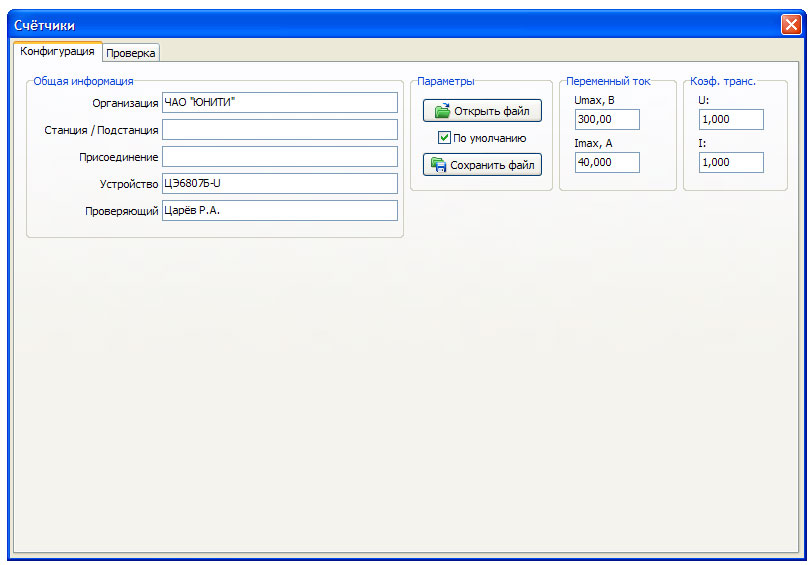 Счётчики
Конфигурация Проверка
Общая информация
Организация ЧАО "ЮНИТИ"
Станция / Подстанция
Присоединение
Устройство ЦЭ6807Б-U
Проверяющий Царёв Р.А.
Параметры
Открыть файл
По умолчанию
Сохранить файл
Переменный ток
Umax, В
300,00
Imax, А
40,000
Коэф. транс.
U:
1,000
I:
1,000